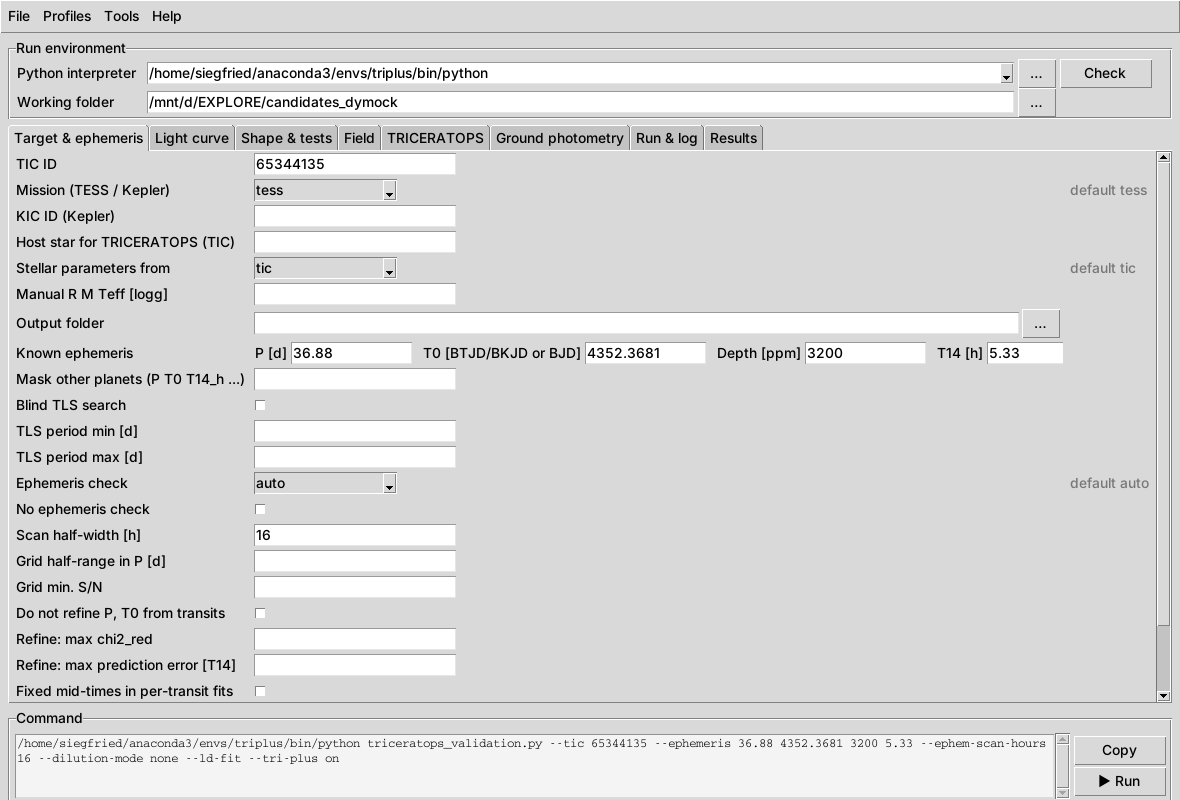 File Profiles Tools Help
Run environment
Python interpreter /home/siegfried/anaconda3/envs/triplus/bin/python ... Check
Working folder /mnt/d/EXPLORE/candidates_dymock ...
Target & ephemeris Light curve Shape & tests Field TRICERATOPS Ground photometry Run & log Results
TIC ID 65344135
Mission (TESS / Kepler) tess default tess
KIC ID (Kepler)
Host star for TRICERATOPS (TIC)
Stellar parameters from tic default tic
Manual R M Teff [logg]
Output folder ...
Known ephemeris P [d] 36.88 T0 [BTJD/BKJD or BJD] 4352.3681 Depth [ppm] 3200 T14 [h] 5.33
Mask other planets (P T0 T14_h ...)
Blind TLS search
TLS period min [d]
TLS period max [d]
Ephemeris check auto default auto
No ephemeris check
Scan half-width [h] 16
Grid half-range in P [d]
Grid min. S/N
Do not refine P, T0 from transits
Refine: max chi2_red
Refine: max prediction error [T14]
Fixed mid-times in per-transit fits
Command
/home/siegfried/anaconda3/envs/triplus/bin/python triceratops_validation.py --tic 65344135 --ephemeris 36.88 4352.3681 3200 5.33 --ephem-scan-hours
16 --dilution-mode none --ld-fit --tri-plus on
Copy
▶ Run